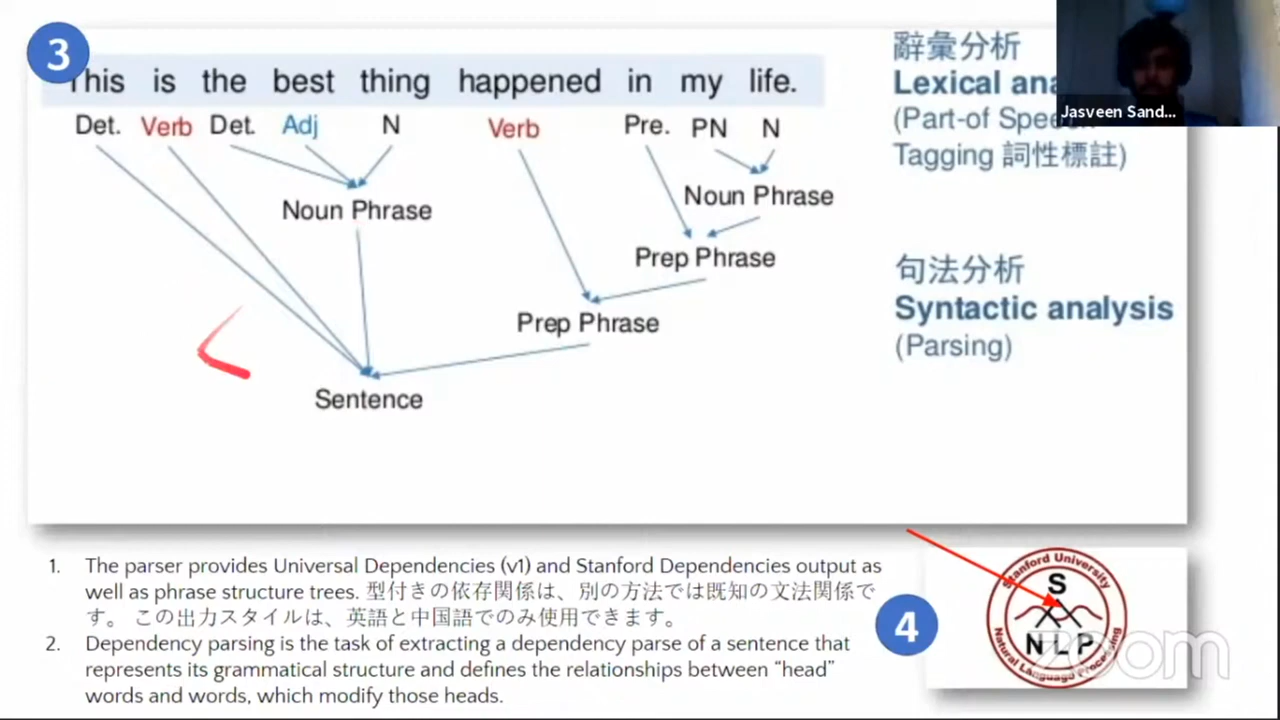 3
This is the best thing happened in my life.
Det. Verb Det. Adj N Verb Pre. PN N
Noun Phrase
Noun Phrase
Prep Phrase
Prep Phrase
Sentence
辭彙分析
Lexical ana
(Part-of Speech
Tagging 詞性標註)
句法分析
Syntactic analysis
(Parsing)
Jasveen Sand...
1. The parser provides Universal Dependencies (v1) and Stanford Dependencies output as
well as phrase structure trees. 型付きの依存関係は、別の方法では既知の文法関係で
す。 この出力スタイルは、英語と中国語でのみ使用できます。
2. Dependency parsing is the task of extracting a dependency parse of a sentence that
represents its grammatical structure and defines the relationships between “head”
words and words, which modify those heads.
4
Stanford University
S
NLP
Natural Language Processing
zoom